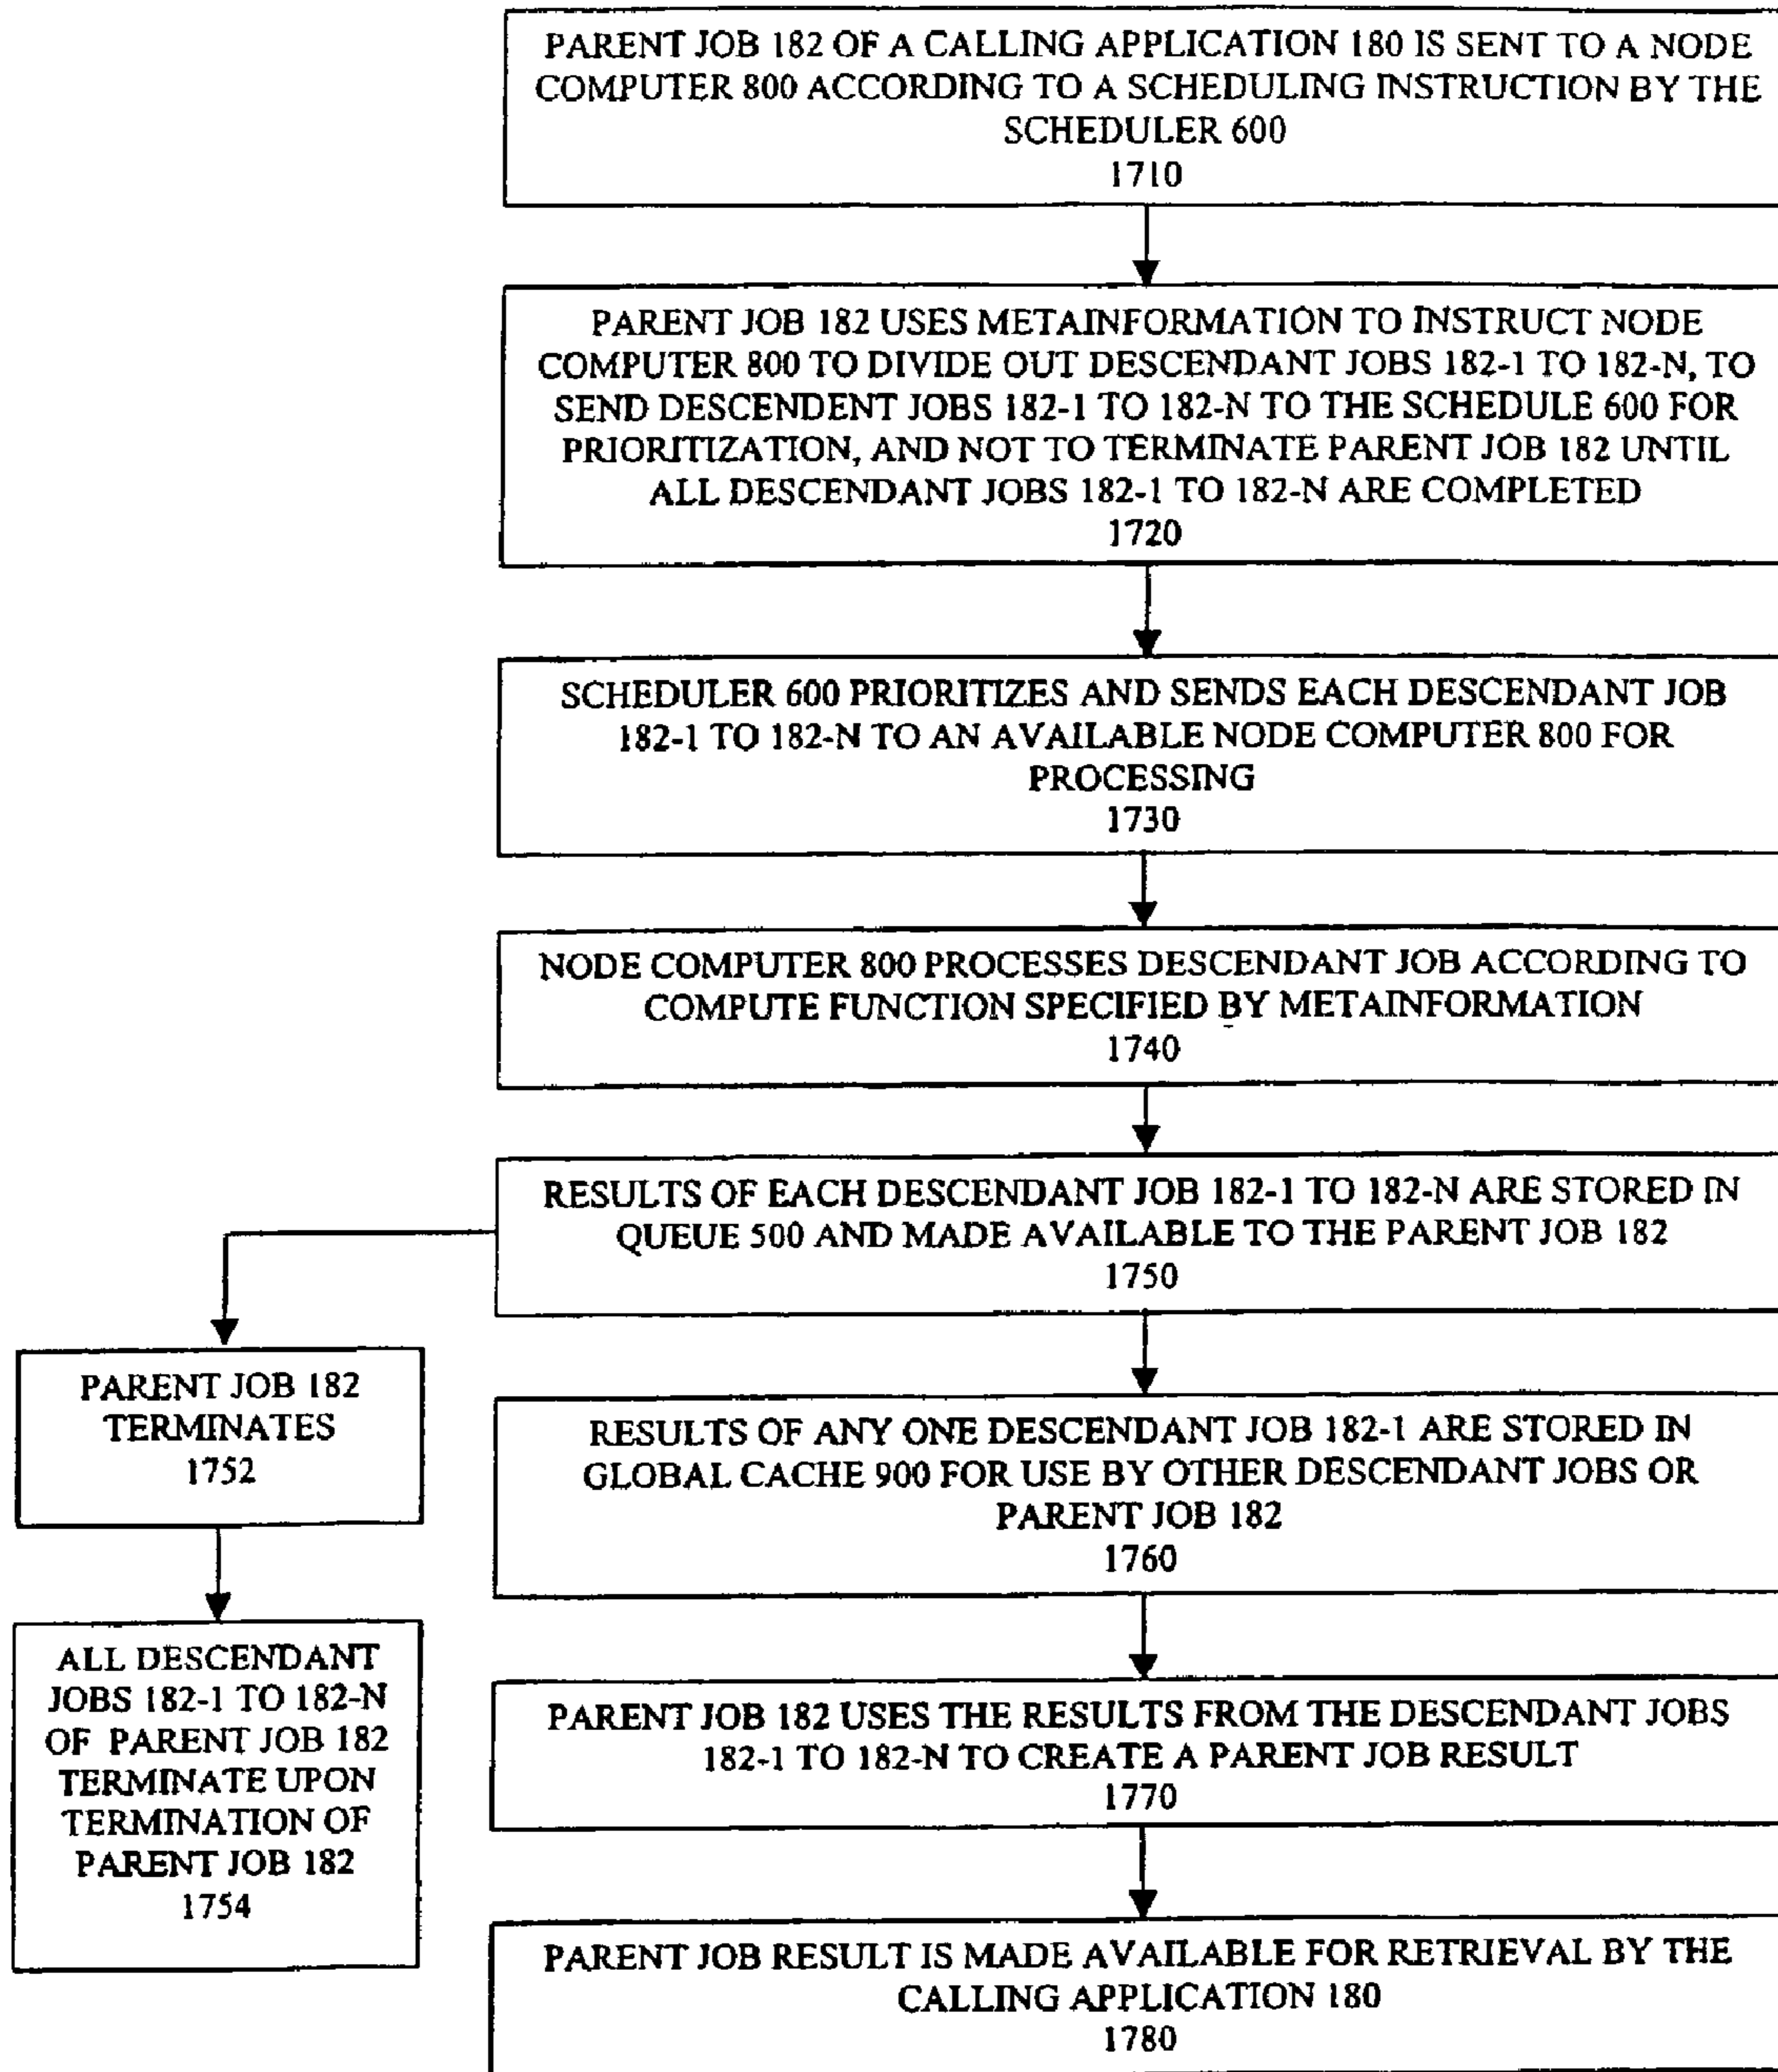 PARENT JOB 182 OF A CALLING APPLICATION 180 IS SENT TO A NODE
COMPUTER 800 ACCORDING TO A SCHEDULING INSTRUCTION BY THE
SCHEDULER 600
1710
PARENT JOB 182 USES METAINFORMATION TO INSTRUCT NODE
COMPUTER 800 TO DIVIDE OUT DESCENDANT JOBS 182-1 TO 182-N, TO
SEND DESCENDENT JOBS 182-1 TO 182-N TO THE SCHEDULE 600 FOR
PRIORITIZATION, AND NOT TO TERMINATE PARENT JOB 182 UNTIL
ALL DESCENDANT JOBS 182-1 TO 182-N ARE COMPLETED
1720
SCHEDULER 600 PRIORITIZES AND SENDS EACH DESCENDANT JOB
182-1 TO 182-N TO AN AVAILABLE NODE COMPUTER 800 FOR
PROCESSING
1730
NODE COMPUTER 800 PROCESSES DESCENDANT JOB ACCORDING TO
COMPUTE FUNCTION SPECIFIED BY METAINFORMATION
1740
RESULTS OF EACH DESCENDANT JOB 182-1 TO 182-N ARE STORED IN
QUEUE 500 AND MADE AVAILABLE TO THE PARENT JOB 182
1750
PARENT JOB 182
TERMINATES
1752
ALL DESCENDANT
JOBS 182-1 TO 182-N
OF PARENT JOB 182
TERMINATE UPON
TERMINATION OF
PARENT JOB 182
1754
RESULTS OF ANY ONE DESCENDANT JOB 182-1 ARE STORED IN
GLOBAL CACHE 900 FOR USE BY OTHER DESCENDANT JOBS OR
PARENT JOB 182
1760
PARENT JOB 182 USES THE RESULTS FROM THE DESCENDANT JOBS
182-1 TO 182-N TO CREATE A PARENT JOB RESULT
1770
PARENT JOB RESULT IS MADE AVAILABLE FOR RETRIEVAL BY THE
CALLING APPLICATION 180
1780